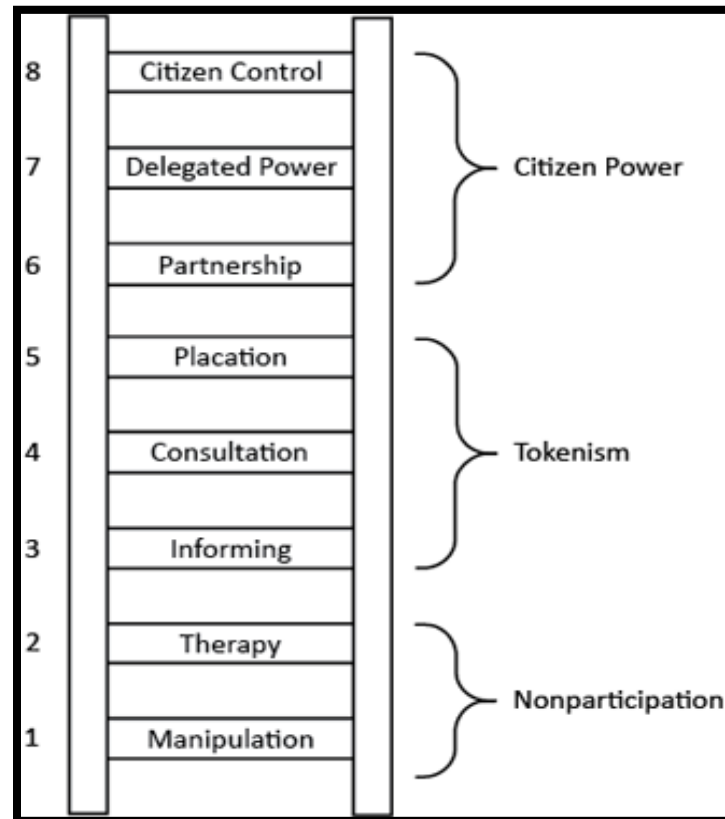 8 Citizen Control
7 Delegated Power Citizen Power
6 Partnership
5 Placation
4 Consultation Tokenism
3 Informing
2 Therapy
Nonparticipation
1 Manipulation